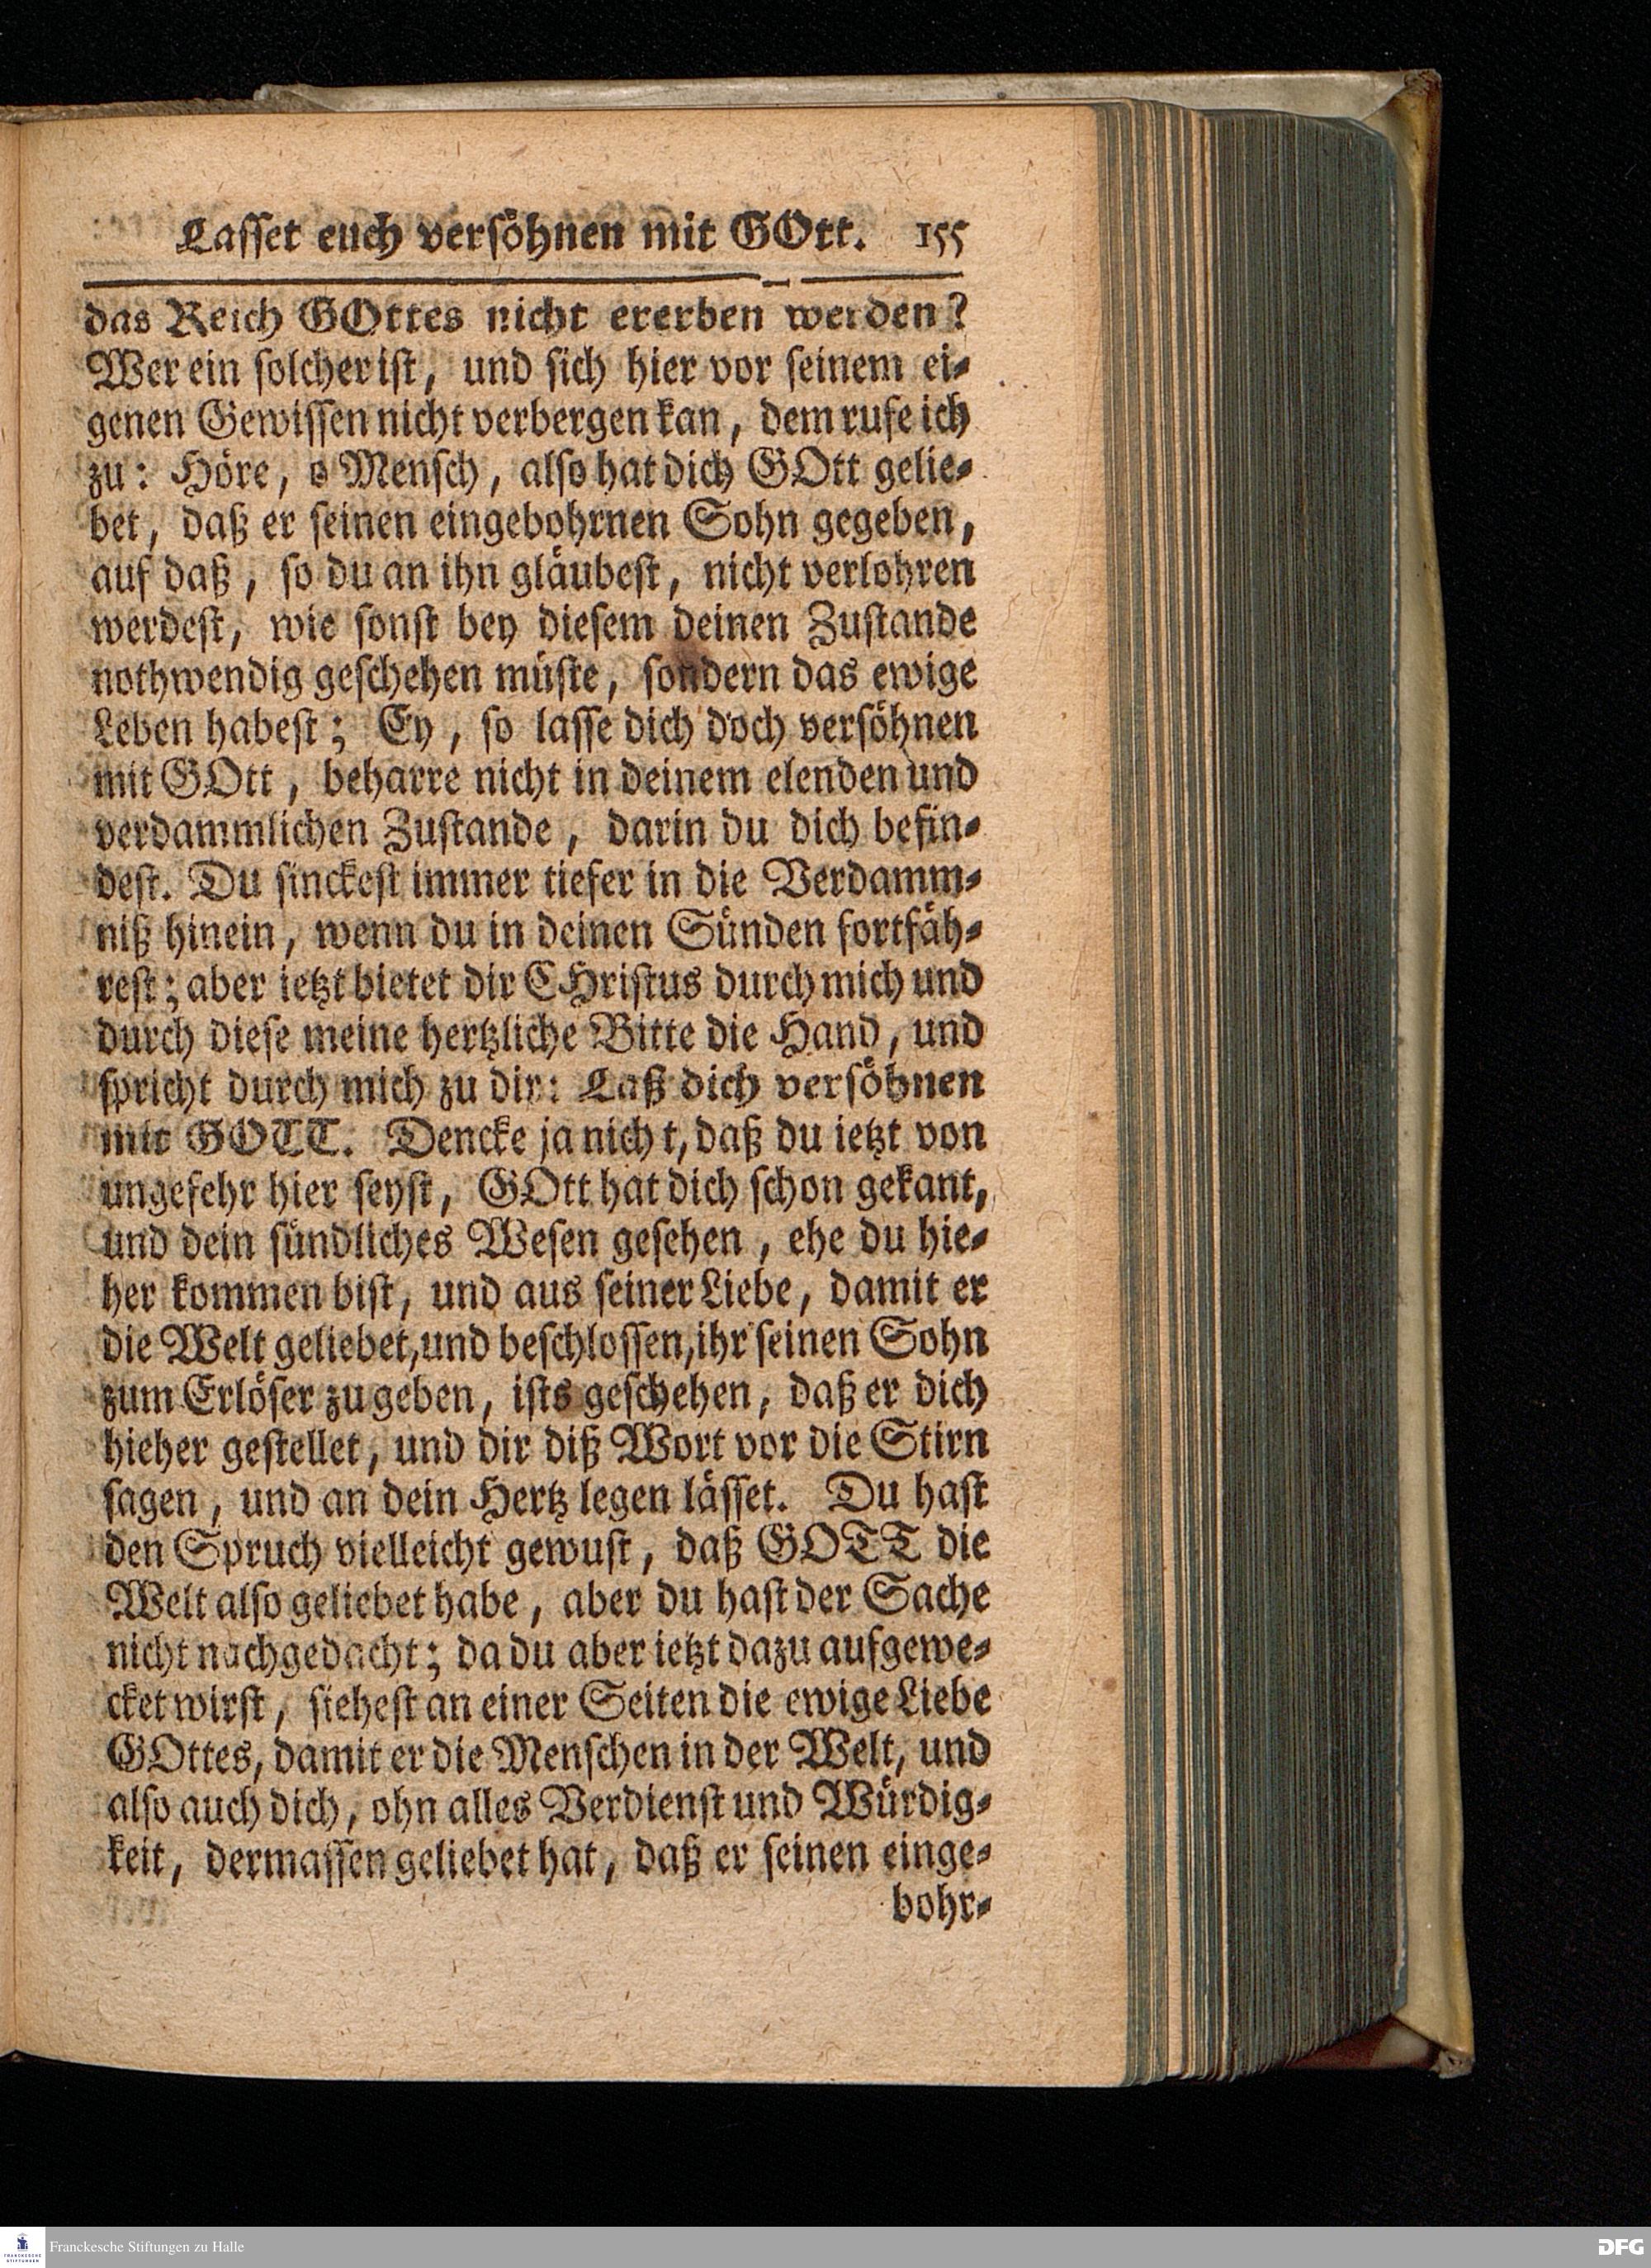 Lasset euch versöhnen mit GOtt. 155
das Reich GOttes nicht ererben werden?
Wer ein solcher ist, und sich hier vor seinem ei-
genen Gewissen nicht verbergen kan, dem rufe ich
zu: Höre, o Mensch, also hat dich GOtt gelie-
bet, daß er seinen eingebohrnen Sohn gegeben,
auf daß, so du an ihn gläubest, nicht verlohren
werdest, wie sonst bey diesem deinen Zustande
nothwendig geschehen müste, sondern das ewige
Leben habest; Ey, so lasse dich doch versöhnen
mit GOtt, beharre nicht in deinem elenden und
verdammlichen Zustande, darin du dich befin-
dest. Du sinckest immer tiefer in die Verdamm-
niß hinein, wenn du in deinen Sünden fortfäh-
rest; aber ietzt bietet dir CHristus durch mich und
durch diese meine hertzliche Bitte die Hand, und
spricht durch mich zu dir: Laß dich versöhnen
mit GOTT. Dencke ja nicht, daß du ietzt von
ungefehr hier seyst, GOtt hat dich schon gekant,
und dein sündliches Wesen gesehen, ehe du hie-
her kommen bist, und aus seiner Liebe, damit er
die Welt geliebet, und beschlossen, ihr seinen Sohn
zum Erlöser zu geben, ists geschehen, daß er dich
hieher gestellet, und dir diß Wort vor die Stirn
sagen, und an dein Hertz legen lässet. Du hast
den Spruch vielleicht gewust, daß GOTT die
Welt also geliebet habe, aber du hast der Sache
nicht nachgedacht; da du aber ietzt dazu aufgewe-
cket wirst, siehest an einer Seiten die ewige Liebe
GOttes, damit er die Menschen in der Welt, und
also auch dich, ohn alles Verdienst und Würdig-
keit, dermassen geliebet hat, daß er seinen einge-
bohr-
FRANCKESCHE STIFTUNGEN
Franckesche Stiftungen zu Halle
DFG